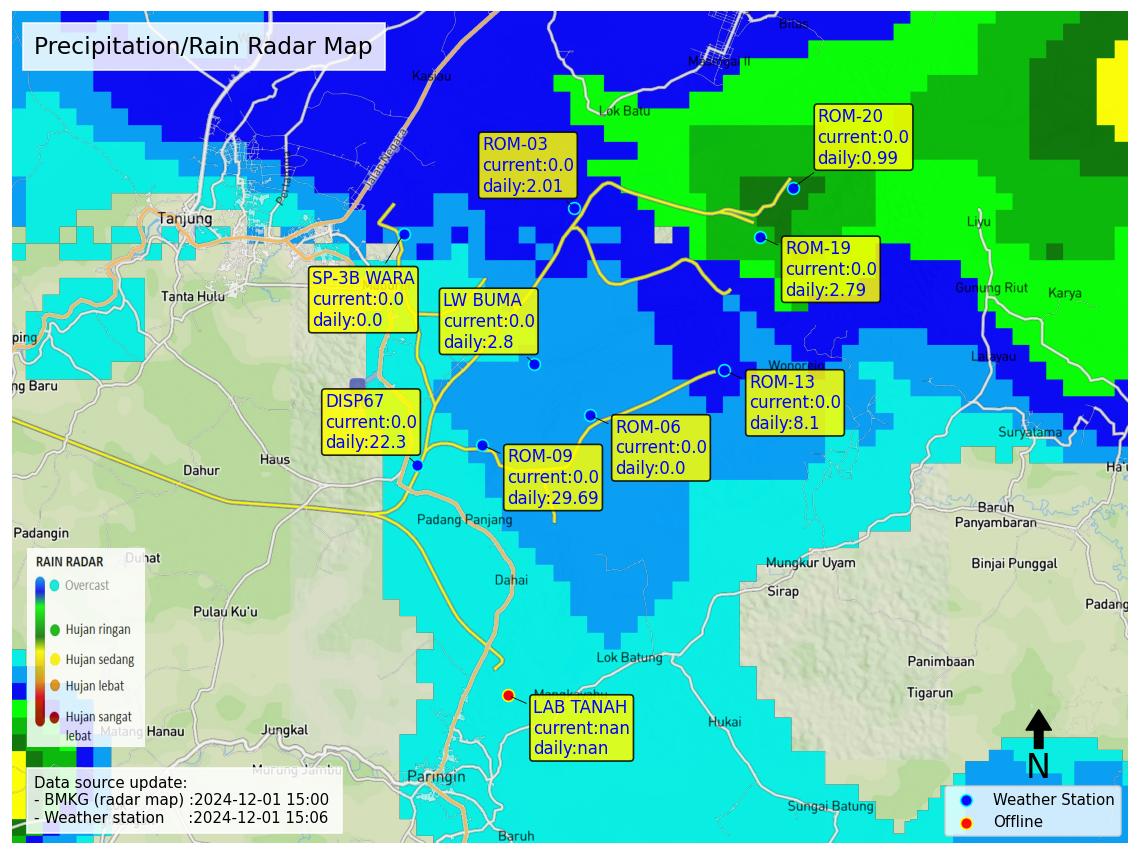 Precipitation/Rain Radar Map
Bilas
Masingai II
Kasiau
Lok Batu
Jalan Negara
ROM-03
current:0.0
daily:2.01
ROM-20
current:0.0
daily:0.99
Tanjung
Liyu
ROM-19
current:0.0
daily:2.79
SP-3B WARA
current:0.0
daily:0.0
LW BUMA
current:0.0
daily:2.8
Tanta Hulu
Gunung Riut
Karya
ping
ng Baru
Lalayau
ROM-13
current:0.0
daily:8.1
DISP67
current:0.0
daily:22.3
ROM-06
current:0.0
daily:0.0
ROM-09
current:0.0
daily:29.69
Suryatama
Haus
Dahur
Padang Panjang
Baruh
Panyambaran
Padangin
Duhat
Mungkur Uyam
Binjai Punggal
Dahai
Sirap
Padang
Pulau Ku'u
RAIN RADAR
Overcast
Hujan ringan
Hujan sedang
Hujan lebat
Hujan sangat
lebat
Lok Batung
Panimbaan
Tigarun
LAB TANAH
current:nan
daily:nan
Hukai
Matang Hanau
Jungkal
Murung Jambu
Paringin
Sungai Batung
Baruh
Data source update:
- BMKG (radar map) :2024-12-01 15:00
- Weather station :2024-12-01 15:06
N
Weather Station
Offline